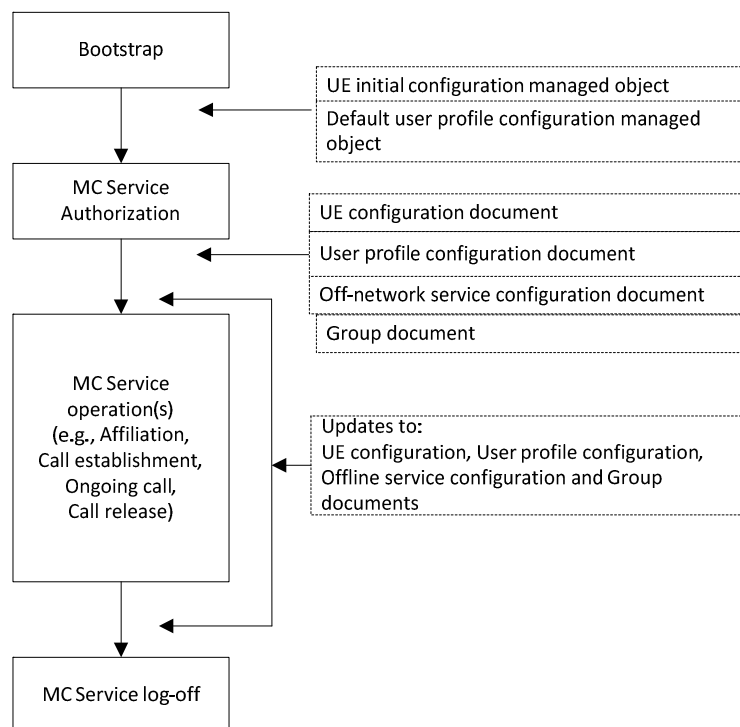 Bootstrap
UE initial configuration managed object
Default user profile configuration managed
object
MC Service
Authorization
UE configuration document
User profile configuration document
Off-network service configuration document
Group document
MC Service
operation(s)
(e.g., Affiliation,
Call establishment,
Ongoing call,
Call release)
Updates to:
UE configuration, User profile configuration,
Offline service configuration and Group
documents
MC Service log-off